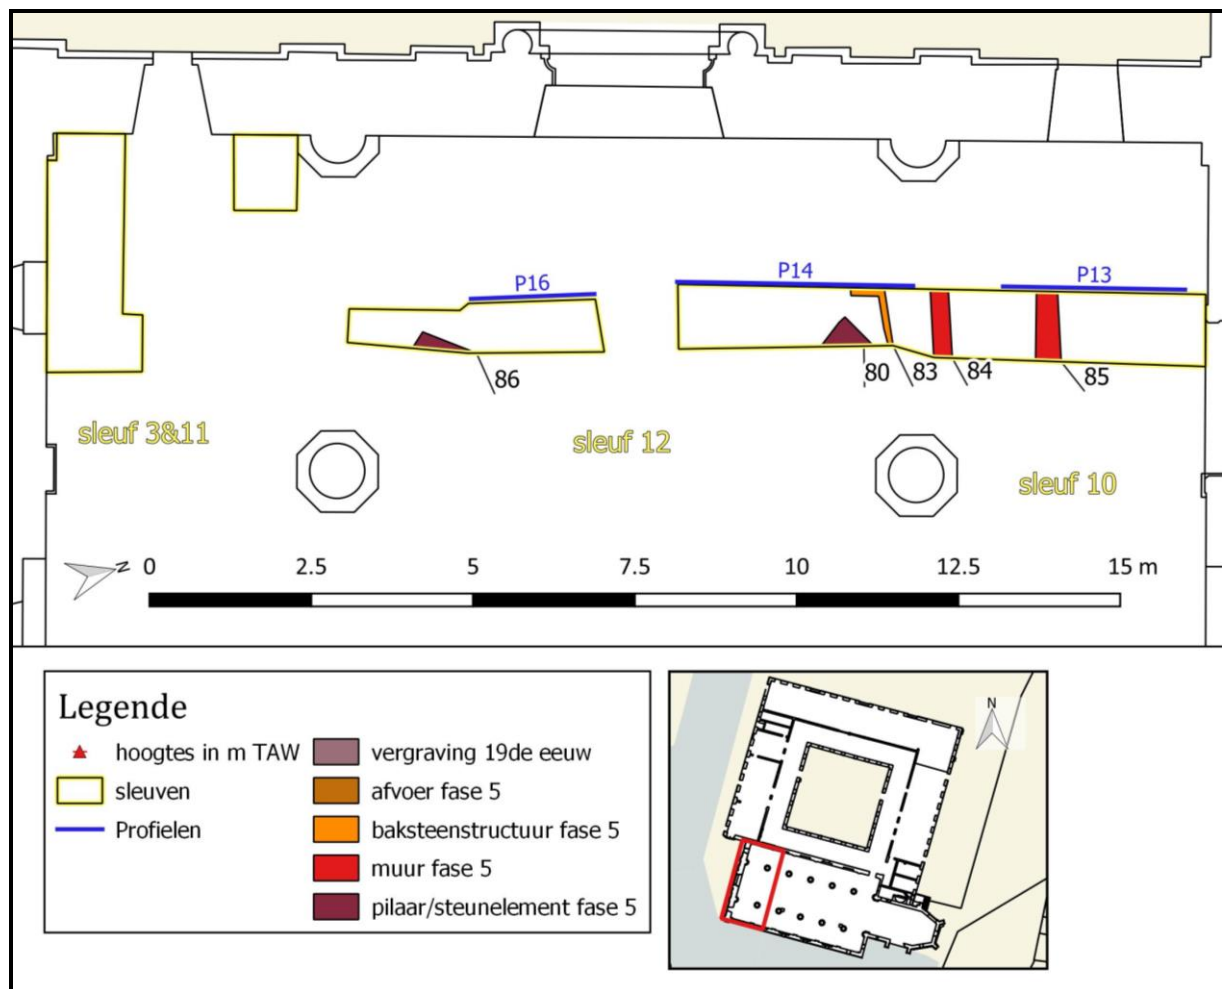 P16
P14
P13
86
80
83
84
85
sleuf 3&11
sleuf 12
sleuf 10
N
0
2.5
5
7.5
10
12.5
15 m
Legende
hoogtes in m TAW
sleuven
Profielen
vergraving 19de eeuw
afvoer fase 5
baksteenstructuur fase 5
muur fase 5
pilaar/steunelement fase 5
N